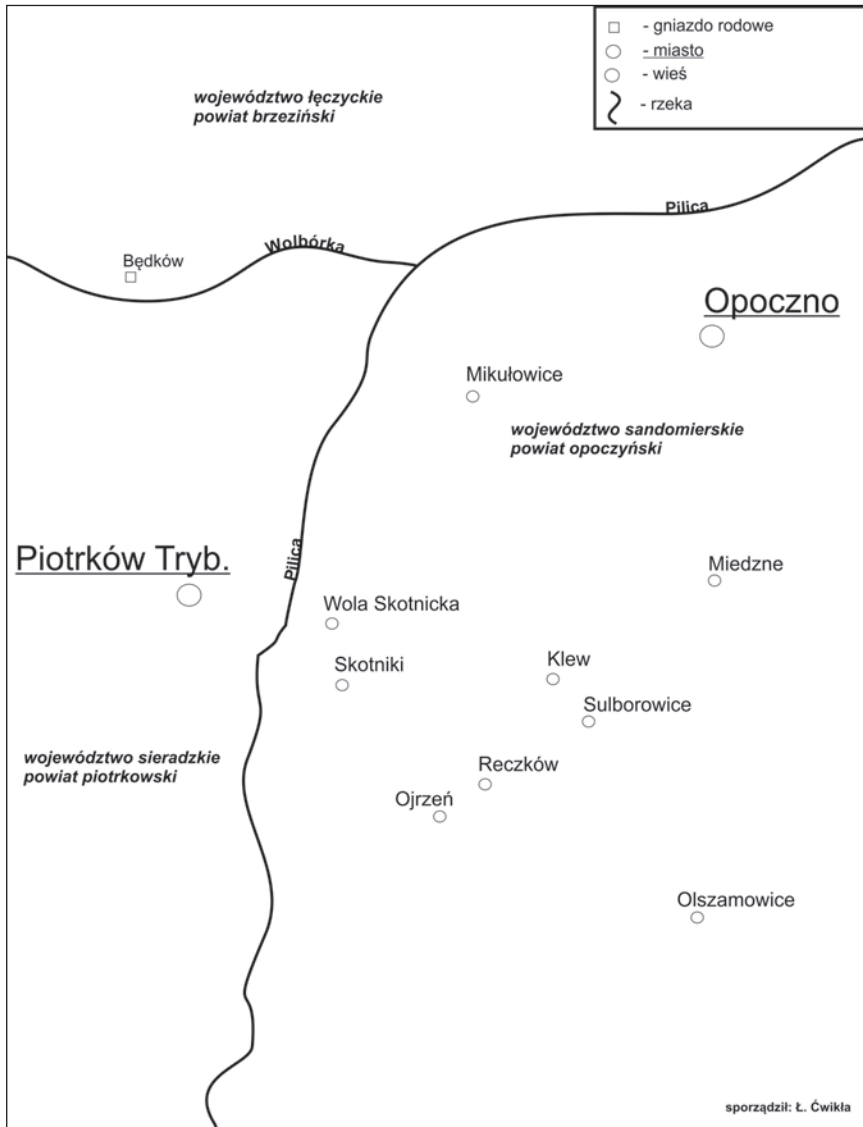 - gniazdo rodowe
- miasto
- wieś
- rzeka
województwo łęczyckie
powiat brzeziński
Pilica
Wolbórka
Będków
Opoczno
Mikułowice
województwo sandomierskie
powiat opoczyński
Piotrków Tryb.
Pilica
Miedzne
Wola Skotnicka
Skotniki
Klew
Sulborowice
województwo sieradzkie
powiat piotrkowski
Reczków
Ojrzeń
Olszamowice
sporządził: Ł. Ćwikła